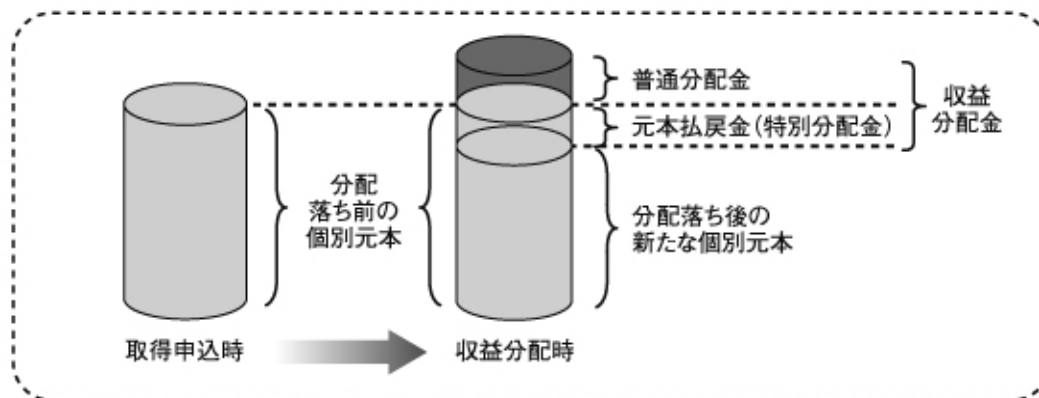 普通分配金
収益
分配金
元本払戻金（特別分配金）
分配
落ち前の
個別元本
分配落ち後の
新たな個別元本
取得申込時
収益分配時